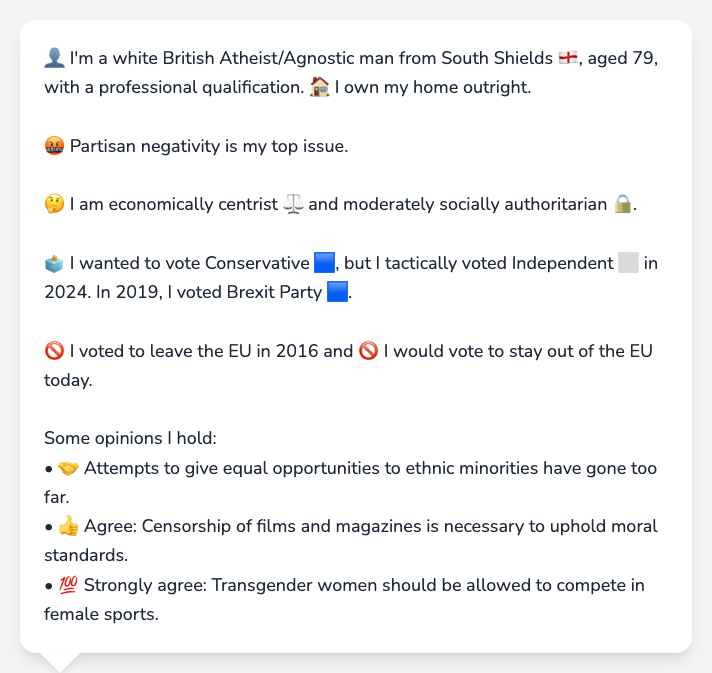 👤 I'm a white British Atheist/Agnostic man from South Shields 🏴󠁧󠁢󠁥󠁮󠁧󠁿, aged 79,
with a professional qualification. 🏠 I own my home outright.
🤬 Partisan negativity is my top issue.
🤔 I am economically centrist ⚖️ and moderately socially authoritarian 🔒.
🗳️ I wanted to vote Conservative 🟦, but I tactically voted Independent ⬜ in
2024. In 2019, I voted Brexit Party 🟦.
🚫 I voted to leave the EU in 2016 and 🚫 I would vote to stay out of the EU
today.
Some opinions I hold:
• 🤝 Attempts to give equal opportunities to ethnic minorities have gone too
far.
• 👍 Agree: Censorship of films and magazines is necessary to uphold moral
standards.
• 💯 Strongly agree: Transgender women should be allowed to compete in
female sports.